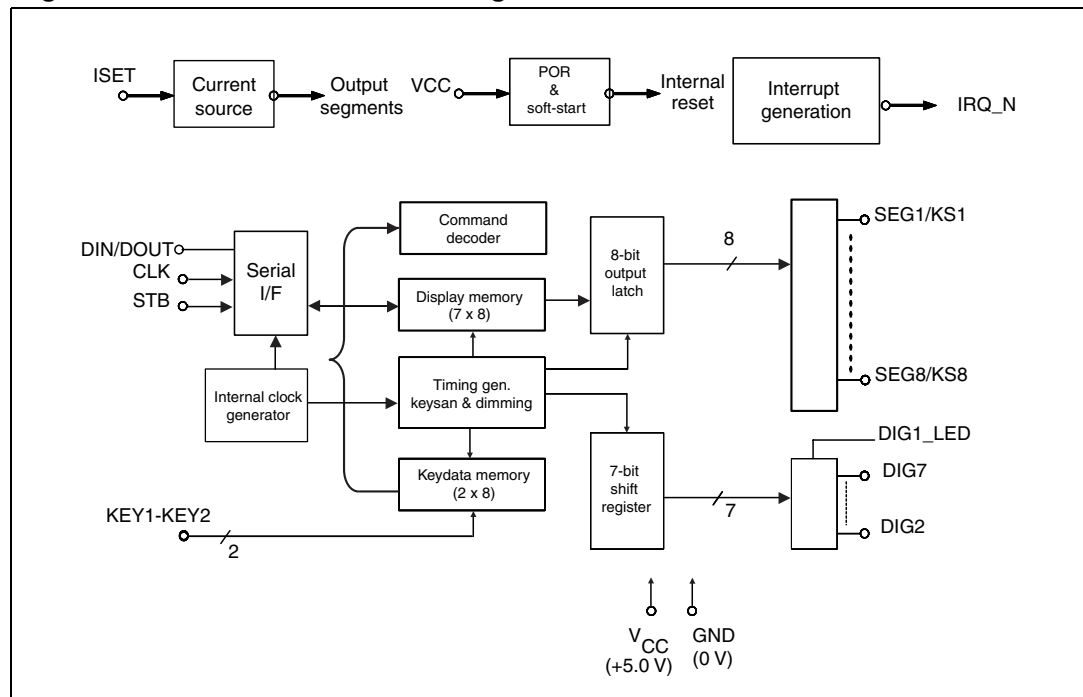 ISET
Current
source
Output
segments
VCC
POR
&
soft-start
Internal
reset
Interrupt
generation
IRQ_N
DIN/DOUT
CLK
STB
Serial
I/F
Command
decoder
Display memory
(7 x 8)
8-bit
output
latch
8
SEG1/KS1
SEG8/KS8
Internal clock
generator
Timing gen.
keysan & dimming
Keydata memory
(2 x 8)
7-bit
shift
register
7
DIG1_LED
DIG7
DIG2
KEY1-KEY2
2
VCC
(+5.0 V)
GND
(0 V)